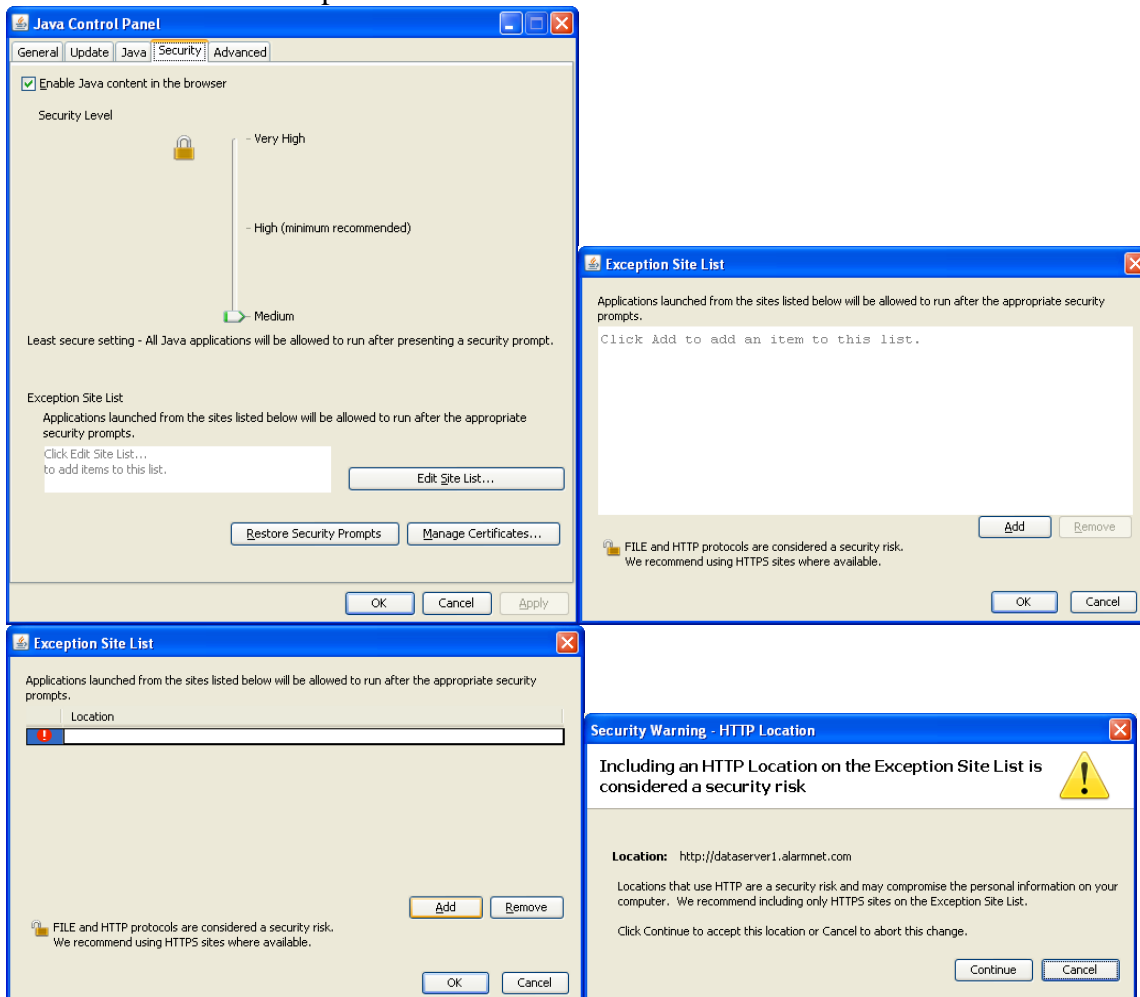 Java Control Panel
General Update Java Security Advanced
Enable Java content in the browser
Security Level
- Very High
- High (minimum recommended)
- Medium
Least secure setting - All Java applications will be allowed to run after presenting a security prompt.
Exception Site List
Applications launched from the sites listed below will be allowed to run after the appropriate
security prompts.
Click Edit Site List...
to add items to this list.
Edit Site List...
Restore Security Prompts Manage Certificates...
OK Cancel Apply
Exception Site List
Applications launched from the sites listed below will be allowed to run after the appropriate security
prompts.
Click Add to add an item to this list.
Add Remove
FILE and HTTP protocols are considered a security risk.
We recommend using HTTPS sites where available.
OK Cancel
Exception Site List
Applications launched from the sites listed below will be allowed to run after the appropriate security
prompts.
Location
Add Remove
FILE and HTTP protocols are considered a security risk.
We recommend using HTTPS sites where available.
OK Cancel
Security Warning - HTTP Location
Including an HTTP Location on the Exception Site List is
considered a security risk
Location: http://dataserver1.alarmnet.com
Locations that use HTTP are a security risk and may compromise the personal information on your
computer. We recommend including only HTTPS sites on the Exception Site List.
Click Continue to accept this location or Cancel to abort this change.
Continue Cancel